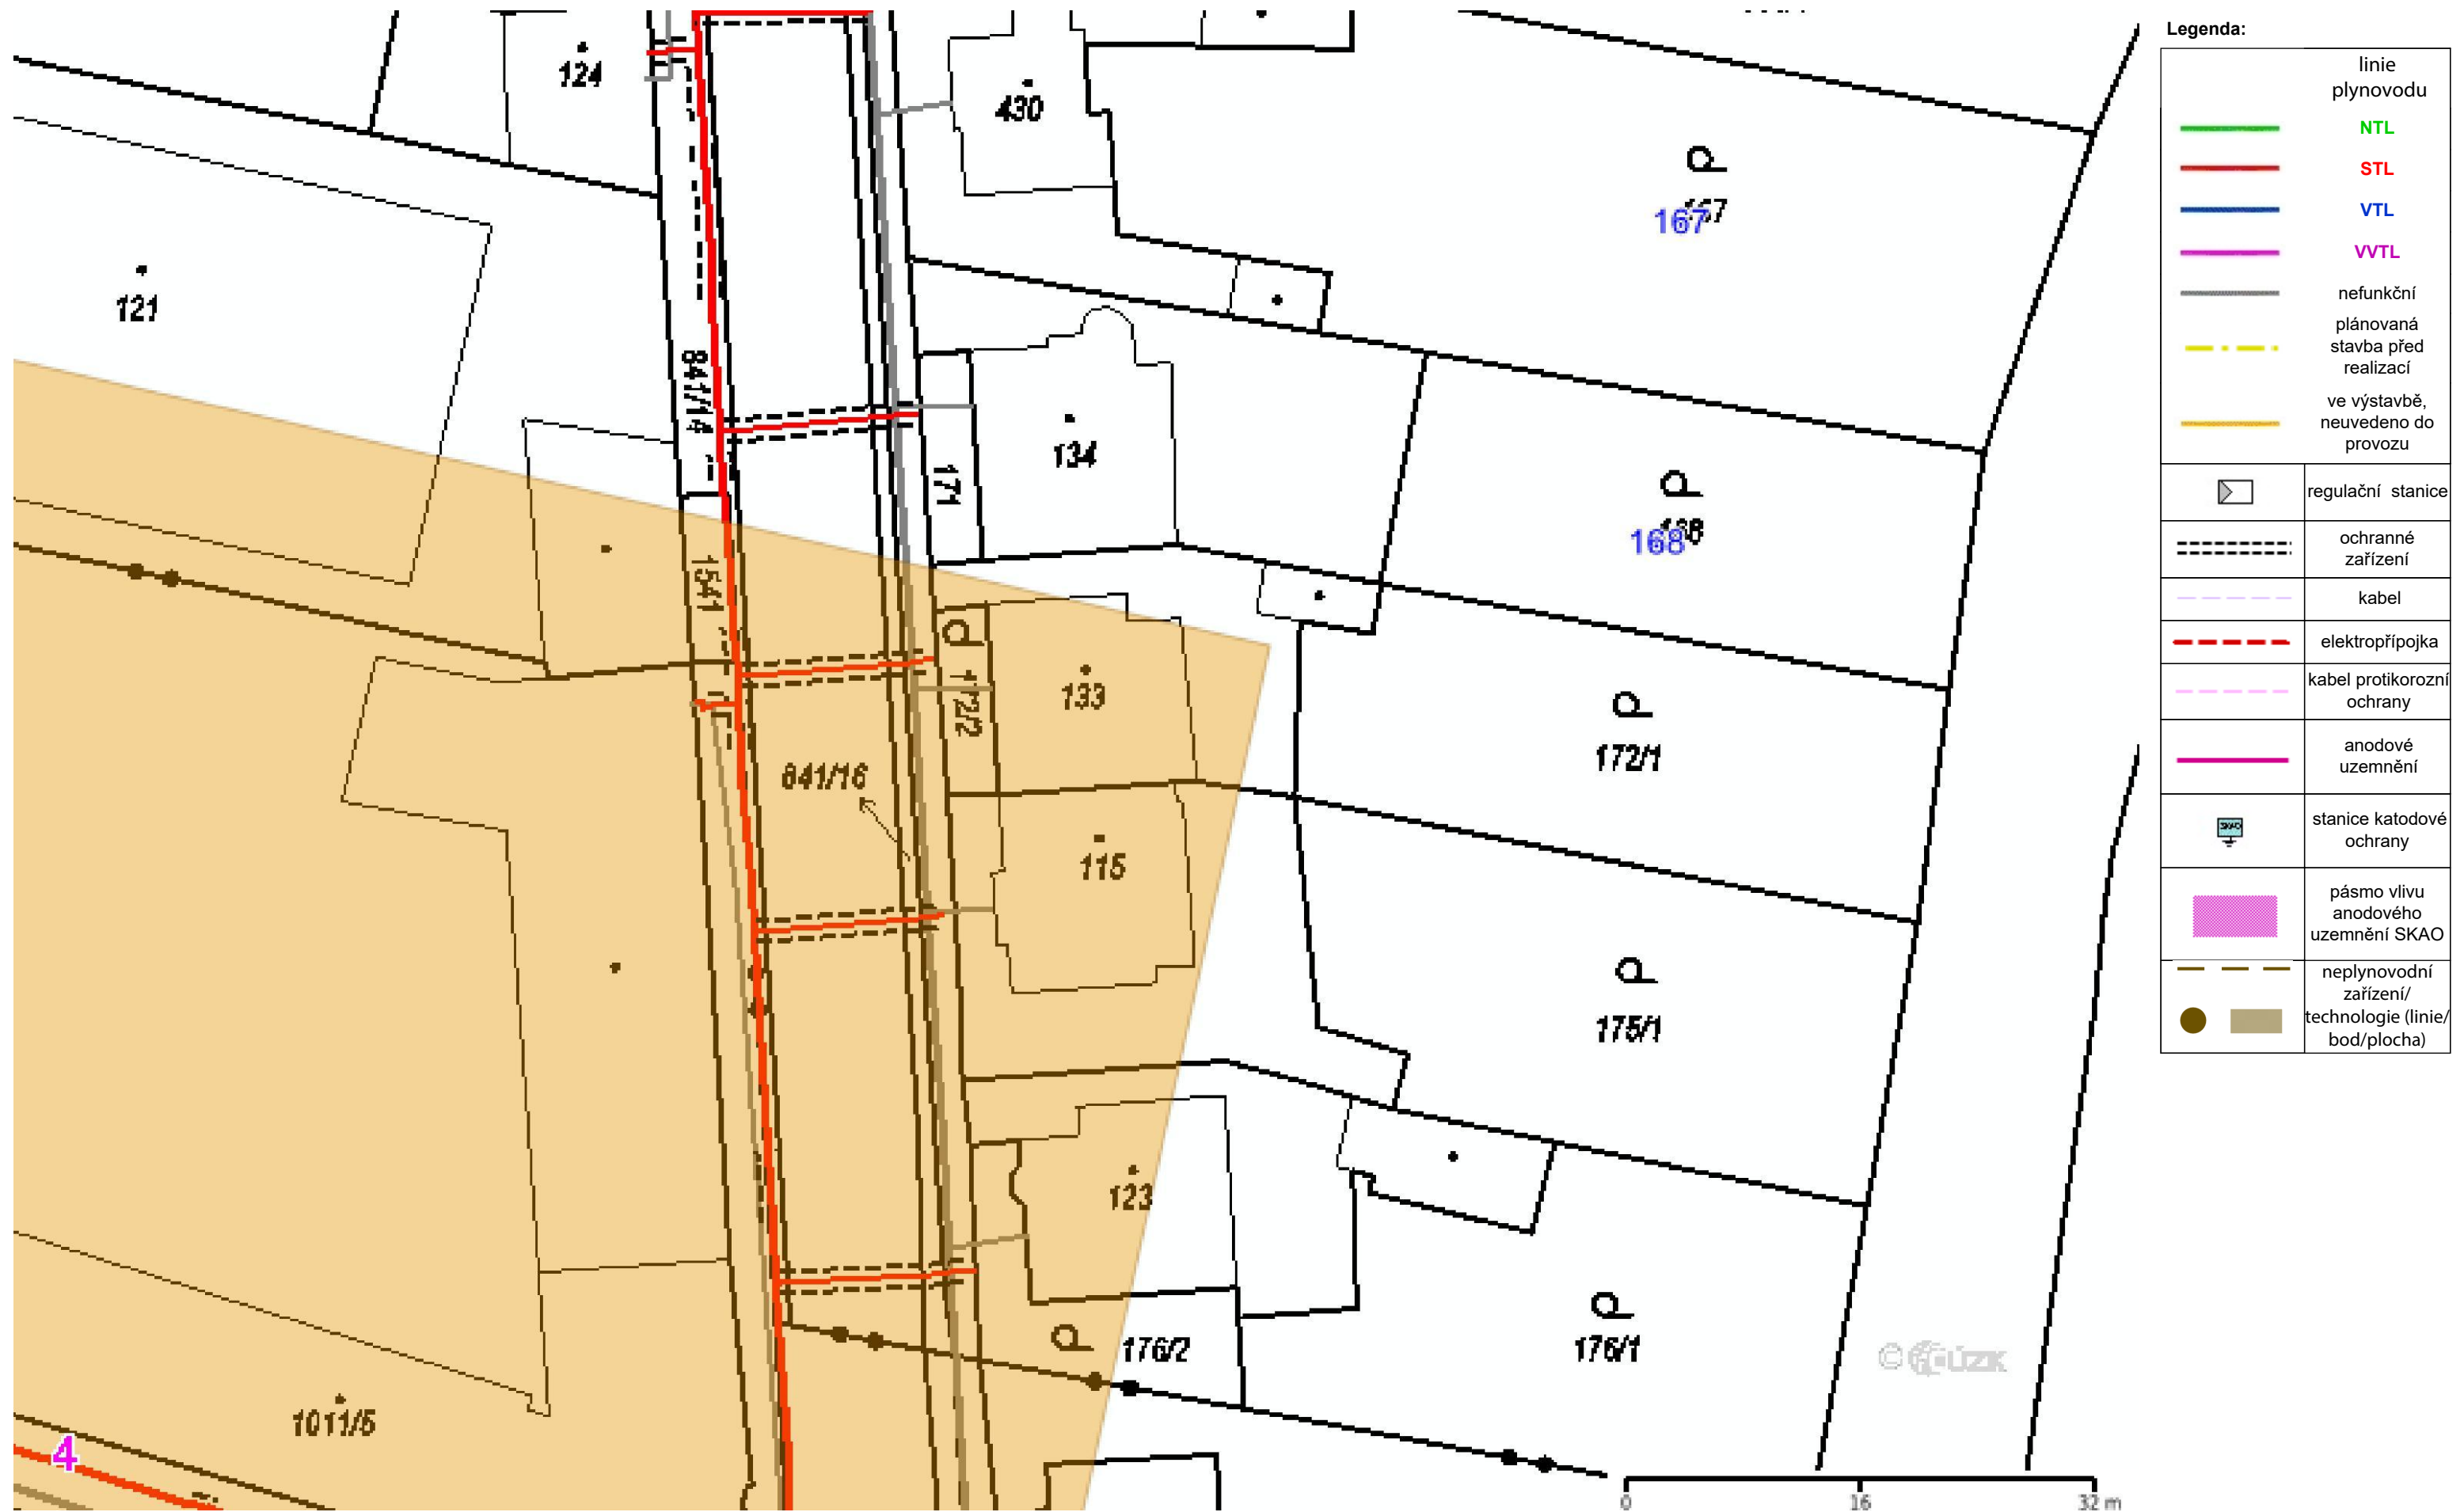 124
430
167
167
121
841/14
134
171
168
1541
133
172/2
172/1
841/16
115
175/1
123
176/2
176/1
1011/5
4
© ČÚZK
0 16 32 m
Legenda:
linie
plynovodu
NTL
STL
VTL
VVTL
nefunkční
plánovaná
stavba před
realizací
ve výstavbě,
neuvedeno do
provozu
regulační stanice
ochranné
zařízení
kabel
elektropřípojka
kabel protikorozní
ochrany
anodové
uzemnění
SKAO
stanice katodové
ochrany
pásmo vlivu
anodového
uzemnění SKAO
neplynovodní
zařízení/
technologie (linie/
bod/plocha)